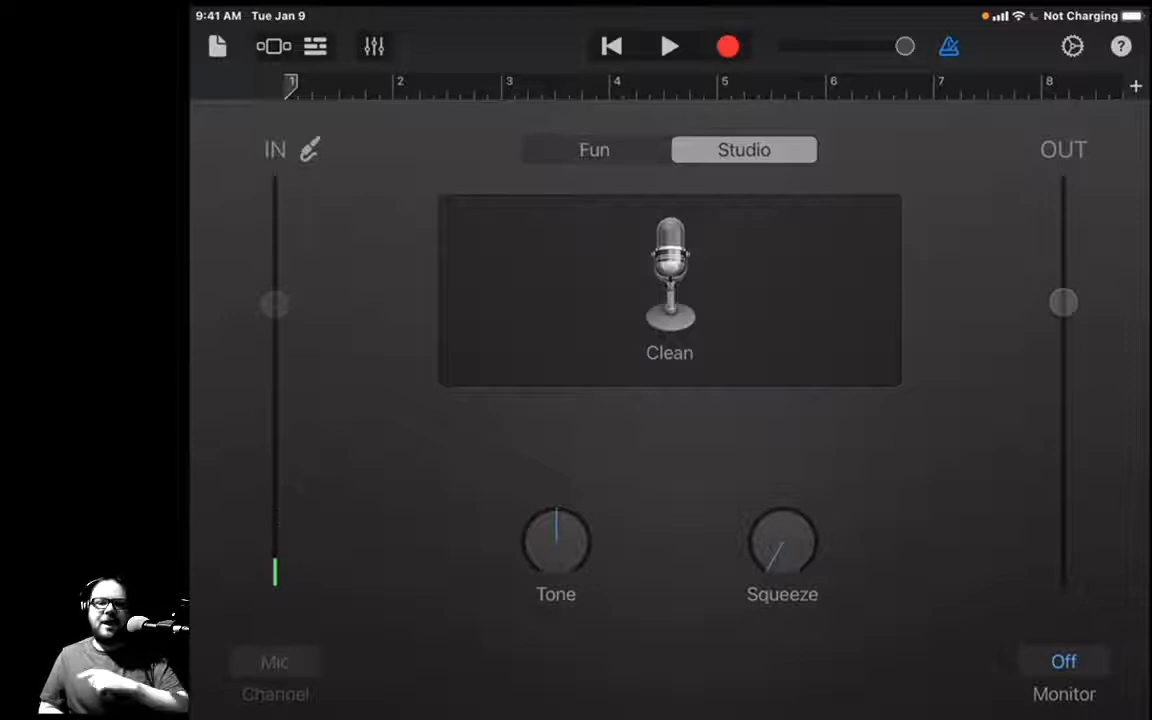 9:41 AM Tue Jan 9
Not Charging
?
1 2 3 4 5 6 7 8 +
IN
Fun
Studio
OUT
Clean
Tone
Squeeze
Mic
Channel
Off
Monitor